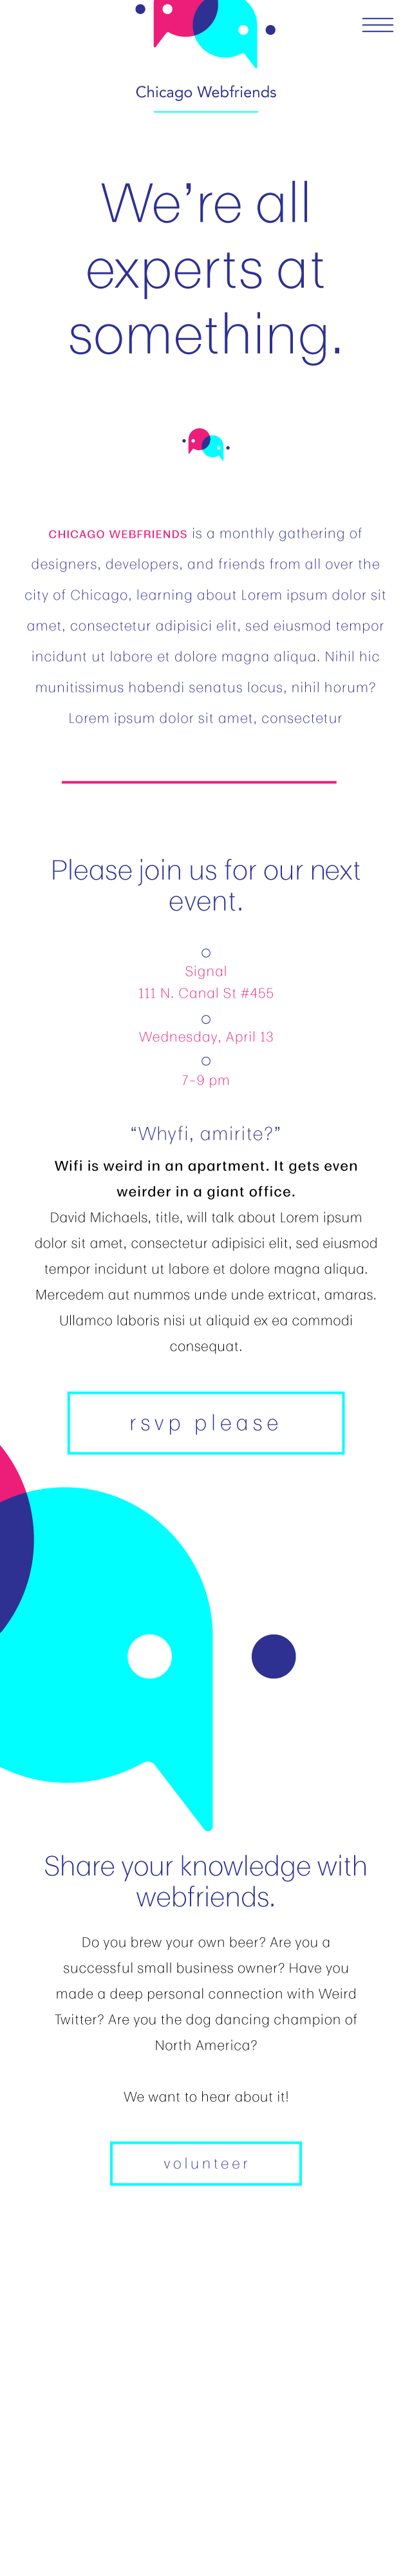 Chicago Webfriends
We’re all
experts at
something.
CHICAGO WEBFRIENDS is a monthly gathering of
designers, developers, and friends from all over the
city of Chicago, learning about Lorem ipsum dolor sit
amet, consectetur adipisici elit, sed eiusmod tempor
incidunt ut labore et dolore magna aliqua. Nihil hic
munitissimus habendi senatus locus, nihil horum?
Lorem ipsum dolor sit amet, consectetur
Please join us for our next
event.
Signal
111 N. Canal St #455
Wednesday, April 13
7-9 pm
“Whyfi, amirite?”
Wifi is weird in an apartment. It gets even
weirder in a giant office.
David Michaels, title, will talk about Lorem ipsum
dolor sit amet, consectetur adipisici elit, sed eiusmod
tempor incidunt ut labore et dolore magna aliqua.
Mercedem aut nummos unde unde extricat, amaras.
Ullamco laboris nisi ut aliquid ex ea commodi
consequat.
rsvp please
Share your knowledge with
webfriends.
Do you brew your own beer? Are you a
successful small business owner? Have you
made a deep personal connection with Weird
Twitter? Are you the dog dancing champion of
North America?
We want to hear about it!
volunteer